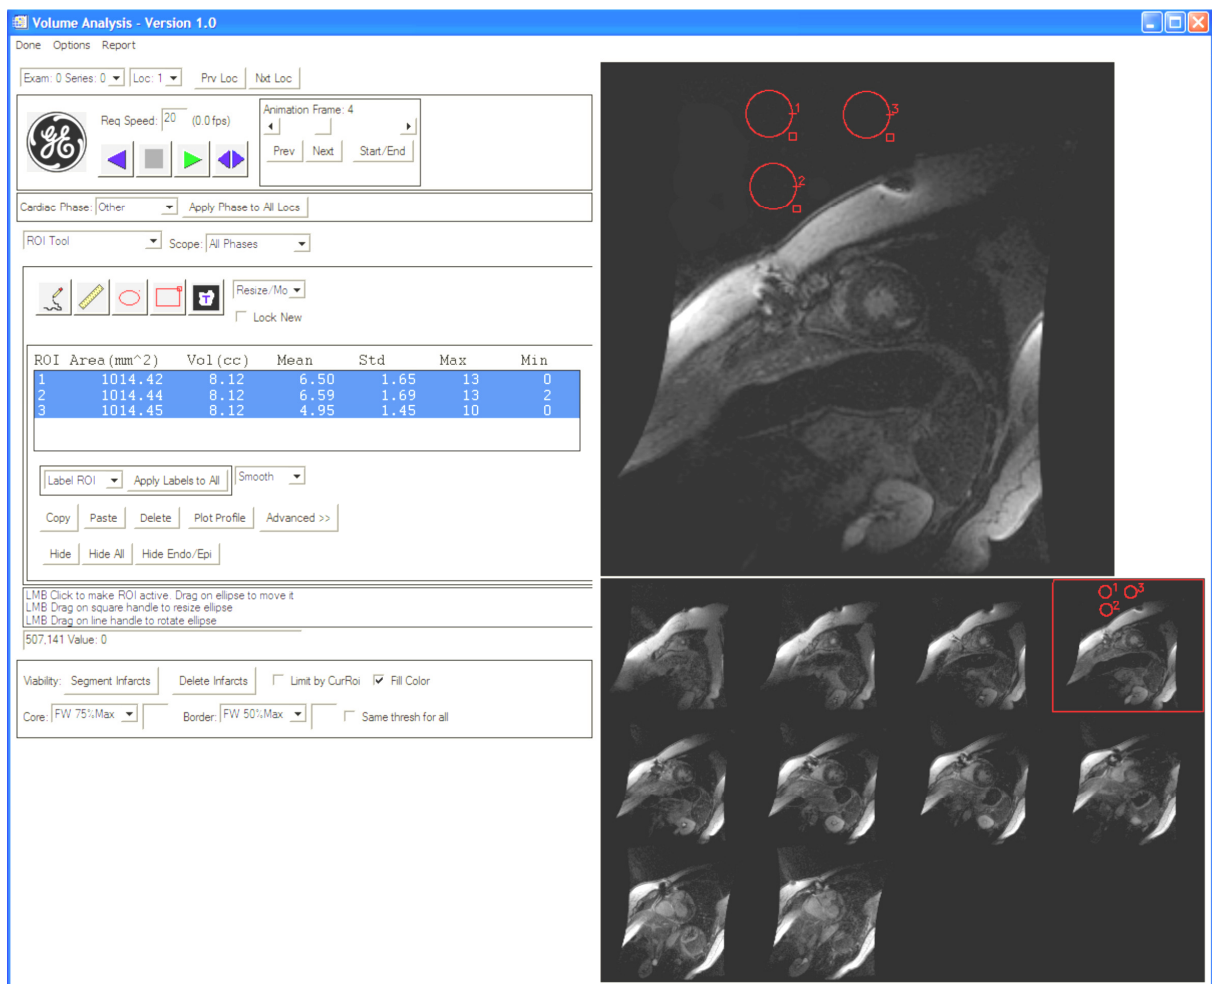 Volume Analysis - Version 1.0
Done Options Report
Exam: 0 Series: 0 Loc: 1 Prv Loc Nxt Loc
GE
Req Speed: 20 (0.0 fps)
Animation Frame: 4
Prev Next Start/End
Cardiac Phase: Other Apply Phase to All Locs
ROI Tool Scope: All Phases
T
Resize/Mo
Lock New
ROI Area(mm^2) Vol(cc) Mean Std Max Min
1 1014.42 8.12 6.50 1.65 13 0
2 1014.44 8.12 6.59 1.69 13 2
3 1014.45 8.12 4.95 1.45 10 0
Label ROI Apply Labels to All Smooth
Copy Paste Delete Plot Profile Advanced >>
Hide Hide All Hide Endo/Epi
LMB Click to make ROI active. Drag on ellipse to move it
LMB Drag on square handle to resize ellipse
LMB Drag on line handle to rotate ellipse
507,141 Value: 0
Viability: Segment Infarcts Delete Infarcts Limit by CurRoi Fill Color
Core: FW 75%Max Border: FW 50%Max Same thresh for all
1 3
2
1 3
2